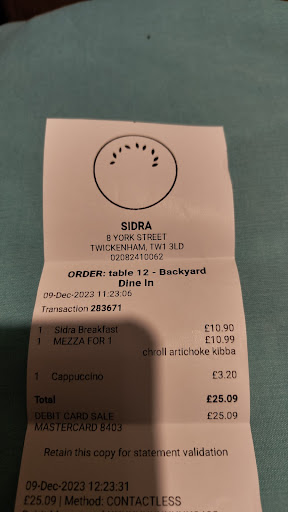 SIDRA
8 YORK STREET
TWICKENHAM, TW1 3LD
02082410062
ORDER: table 12 - Backyard
Dine In
09-Dec-2023 11:23:06
Transaction 283671
1 Sidra Breakfast £10.90
1 MEZZA FOR 1 £10.99
chroll artichoke kibba
1 Cappuccino £3.20
Total £25.09
DEBIT CARD SALE £25.09
MASTERCARD 8403
Retain this copy for statement validation
09-Dec-2023 12:23:31
£25.09 | Method: CONTACTLESS